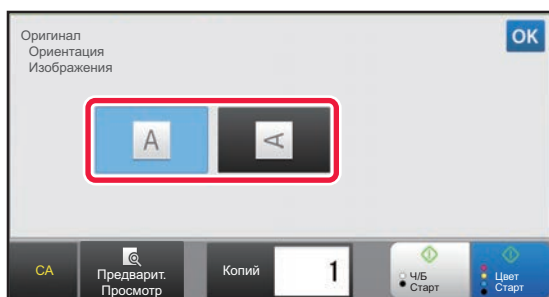 Оригинал
Ориентация
Изображения
OK
A
A
CA
Предварит.
Просмотр
Копий
1
Ч/Б
Старт
Цвет
Старт